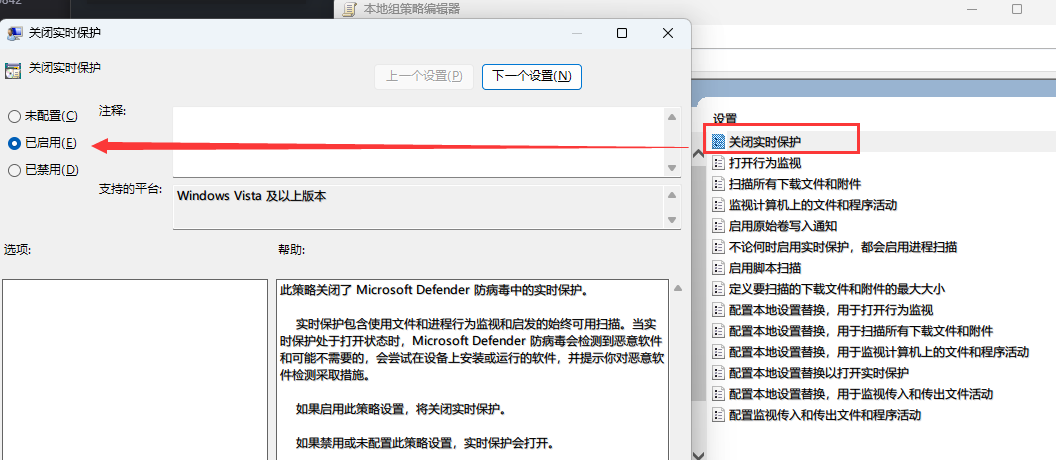 本地组策略编辑器
关闭实时保护
关闭实时保护
上一个设置(P)
下一个设置(N)
未配置(C)
已启用(E)
已禁用(D)
注释:
支持的平台:
Windows Vista 及以上版本
选项:
帮助:
此策略关闭了 Microsoft Defender 防病毒中的实时保护。
实时保护包含使用文件和进程行为监视和启发的始终可用扫描。当实
时保护处于打开状态时，Microsoft Defender 防病毒会检测到恶意软件
和可能不需要的，会尝试在设备上安装或运行的软件，并提示你对恶意软
件检测采取措施。
如果启用此策略设置，将关闭实时保护。
如果禁用或未配置此策略设置，实时保护会打开。
设置
关闭实时保护
打开行为监视
扫描所有下载文件和附件
监视计算机上的文件和程序活动
启用原始卷写入通知
不论何时启用实时保护，都会启用进程扫描
启用脚本扫描
定义要扫描的下载文件和附件的最大大小
配置本地设置替换，用于打开行为监视
配置本地设置替换，用于扫描所有下载文件和附件
配置本地设置替换，用于监视计算机上的文件和程序活动
配置本地设置替换以打开实时保护
配置本地设置替换，用于监视传入和传出文件活动
配置监视传入和传出文件和程序活动